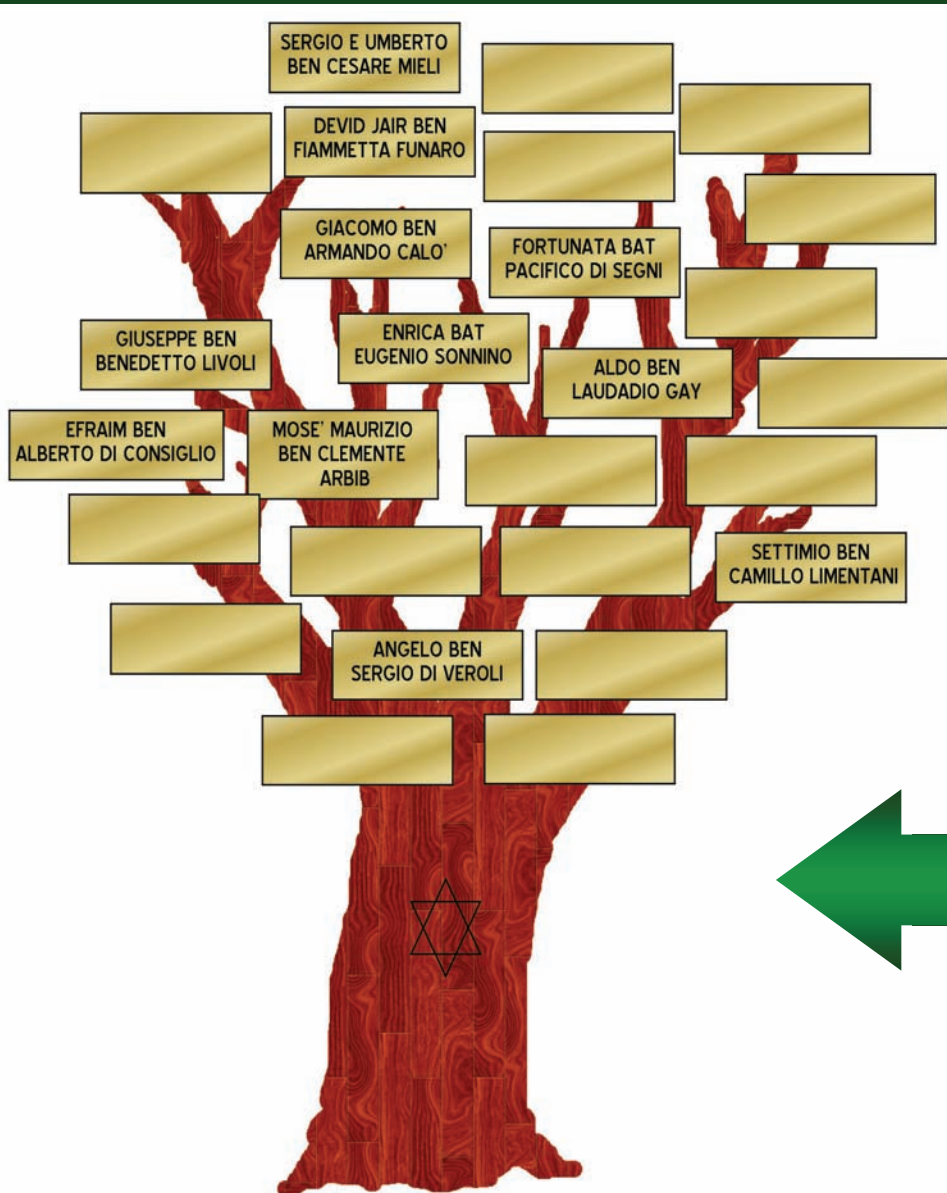 SERGIO E UMBERTO
BEN CESARE MIELI
DEVID JAIR BEN
FIAMMETTA FUNARO
GIACOMO BEN
ARMANDO CALO'
FORTUNATA BAT
PACIFICO DI SEGNI
GIUSEPPE BEN
BENEDETTO LIVOLI
ENRICA BAT
EUGENIO SONNINO
ALDO BEN
LAUDADIO GAY
EFRAIM BEN
ALBERTO DI CONSIGLIO
MOSE' MAURIZIO
BEN CLEMENTE
ARBIB
SETTIMIO BEN
CAMILLO LIMENTANI
ANGELO BEN
SERGIO DI VEROLI